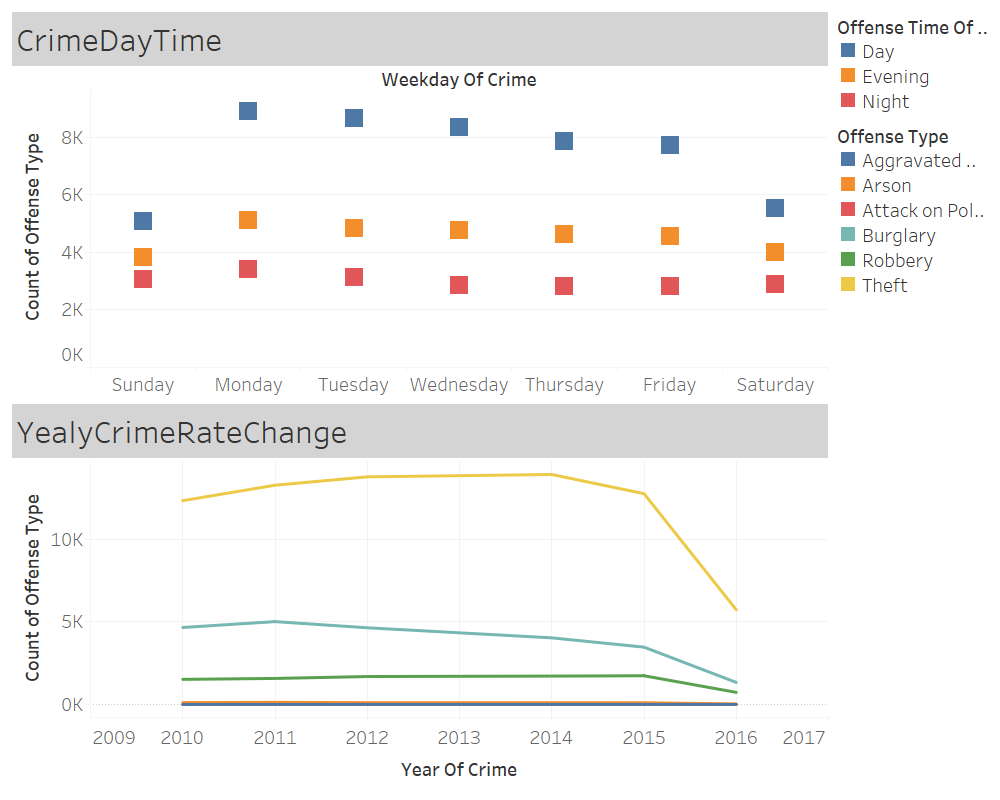 CrimeDayTime
Weekday Of Crime
Count of Offense Type
8K
6K
4K
2K
0K
Sunday Monday Tuesday Wednesday Thursday Friday Saturday
YealyCrimeRateChange
Count of Offense Type
10K
5K
0K
2009 2010 2011 2012 2013 2014 2015 2016 2017
Year Of Crime
Offense Time Of ..
Day
Evening
Night
Offense Type
Aggravated ..
Arson
Attack on Pol..
Burglary
Robbery
Theft